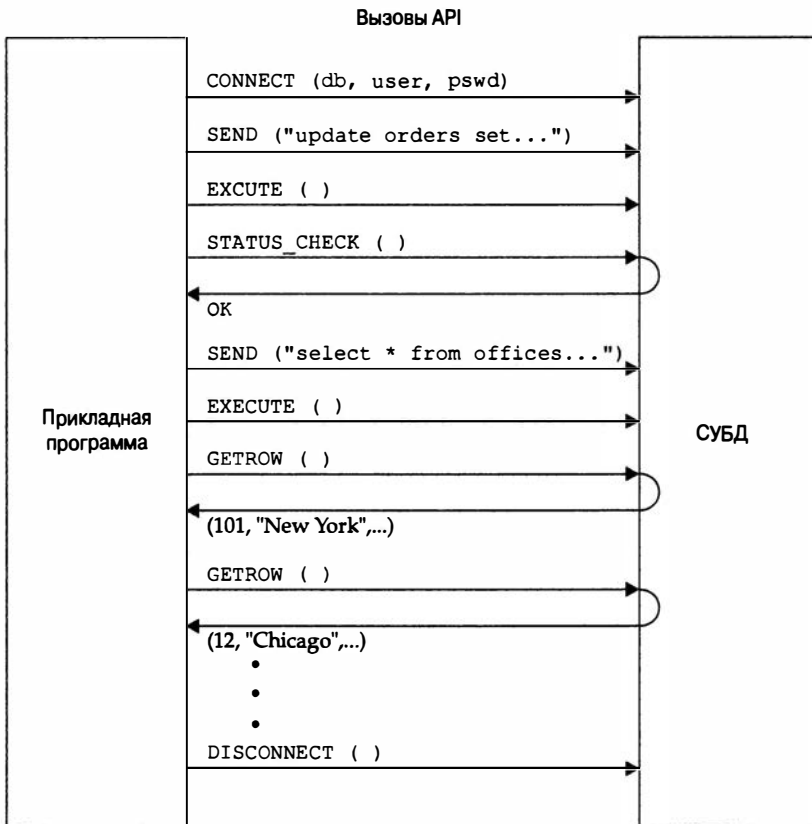 Вызовы API
CONNECT (db, user, pswd)
SEND ("update orders set...")
EXCUTE ( )
STATUS_CHECK ( )
OK
SEND ("select * from offices...")
Прикладная
программа
EXECUTE ( )
СУБД
GETROW ( )
(101, "New York",...)
GETROW ( )
(12, "Chicago",...)
DISCONNECT ( )